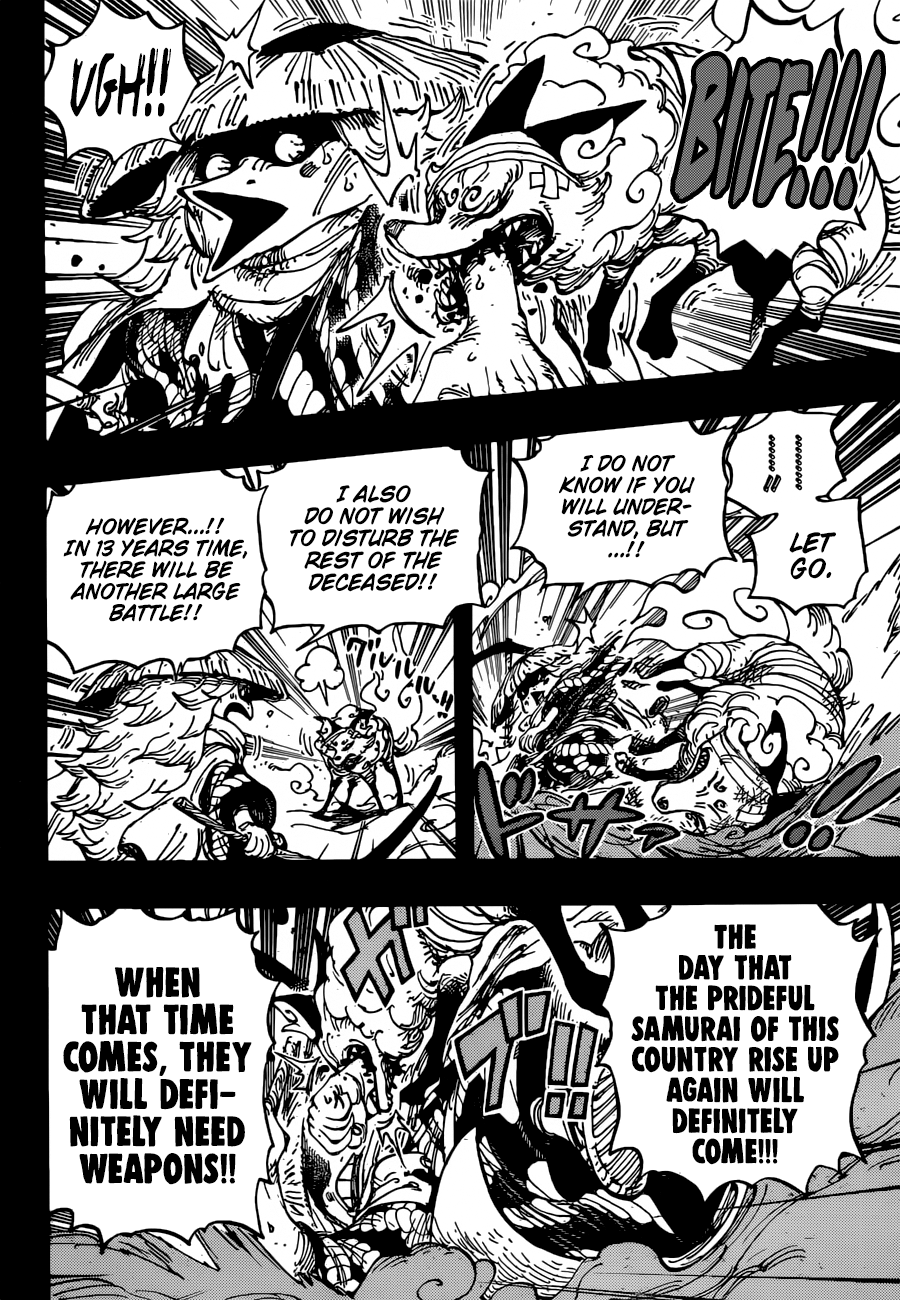 BITE!!!
UGH!!
.................!!
LET
GO.
I DO NOT
KNOW IF YOU
WILL UNDER-
STAND, BUT
...!!
ドサァ!!!
I ALSO
DO NOT WISH
TO DISTURB THE
REST OF THE
DECEASED!!
HOWEVER...!!
IN 13 YEARS TIME,
THERE WILL BE
ANOTHER LARGE
BATTLE!!
THE
DAY THAT
THE PRIDEFUL
SAMURAI OF THIS
COUNTRY RISE UP
AGAIN WILL
DEFINITELY
COME!!!
WHEN
THAT TIME
COMES, THEY
WILL DEFI-
NITELY NEED
WEAPONS!!